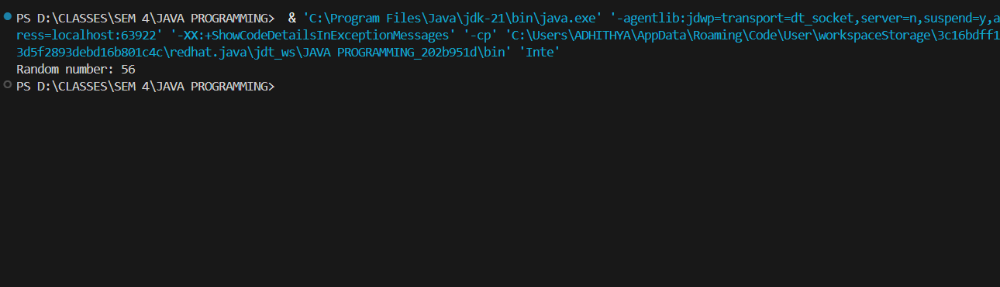 PS D:\CLASSES\SEM 4\JAVA PROGRAMMING>  & 'C:\Program Files\Java\jdk-21\bin\java.exe' '-agentlib:jdwp=transport=dt_socket,server=n,suspend=y,a
ress=localhost:63922' '-XX:+ShowCodeDetailsInExceptionMessages' '-cp' 'C:\Users\ADHITHYA\AppData\Roaming\Code\User\workspaceStorage\3c16bdff1
3d5f2893debd16b801c4c\redhat.java\jdt_ws\JAVA PROGRAMMING_202b951d\bin' 'Inte'
Random number: 56
PS D:\CLASSES\SEM 4\JAVA PROGRAMMING>